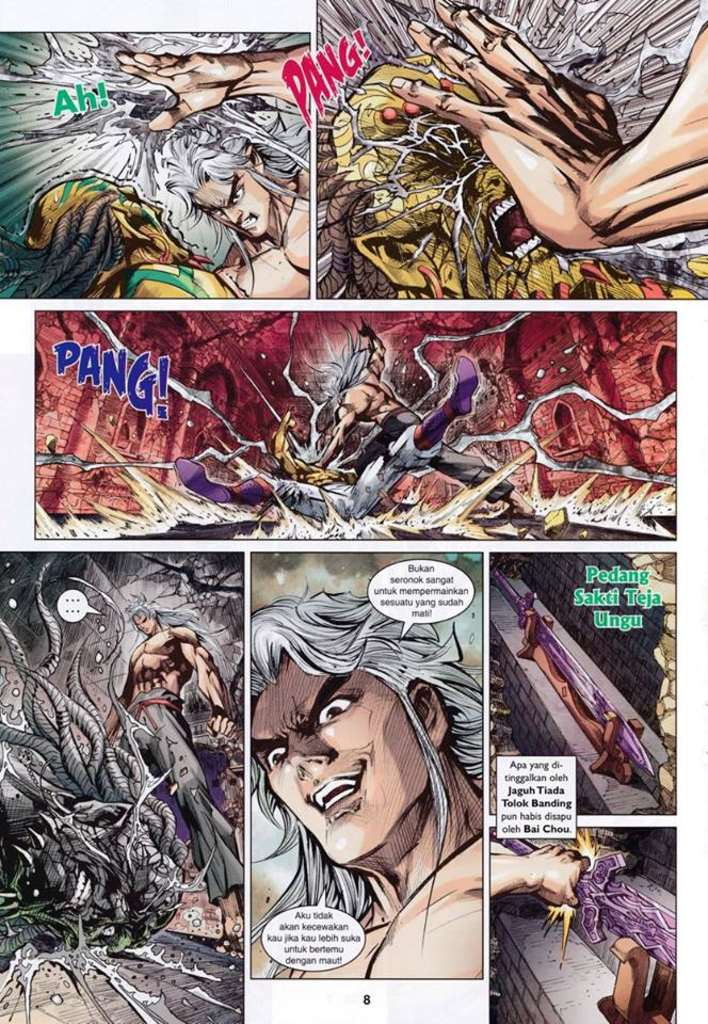 Ah!
PANG!
PANG!
...
Bukan
seronok sangat
untuk mempermainkan
sesuatu yang sudah
mati!
Aku tidak
akan kecewakan
kau jika kau lebih suka
untuk bertemu
dengan maut!
Pedang
Sakti Teja
Ungu
Apa yang di-
tinggalkan oleh
Jaguh Tiada
Tolok Banding
pun habis disapu
oleh Bai Chou.
8